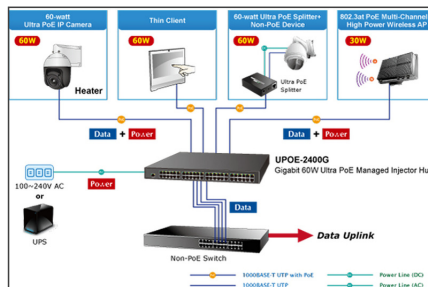 60-watt
Ultra PoE IP Camera
60W
Heater
Thin Client
60W
60-watt Ultra PoE Splitter+
Non-PoE Device
60W
Ultra PoE
Splitter
802.3at PoE Multi-Channel
High Power Wireless AP
30W
Data + Power
Data + Power
100~240V AC
or
UPS
Power
UPOE-2400G
Gigabit 60W Ultra PoE Managed Injector Hu
Data
Data Uplink
Non-PoE Switch
1000BASE-T UTP with PoE
Power Line (DC)
1000BASE-T UTP
Power Line (AC)